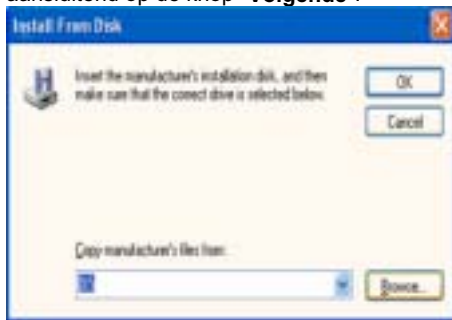 aansluitend op de knop "Volgende".
Install From Disk
Insert the manufacturer's installation disk, and then
make sure that the correct drive is selected below.
OK
Cancel
Copy manufacturer's files from:
Browse...